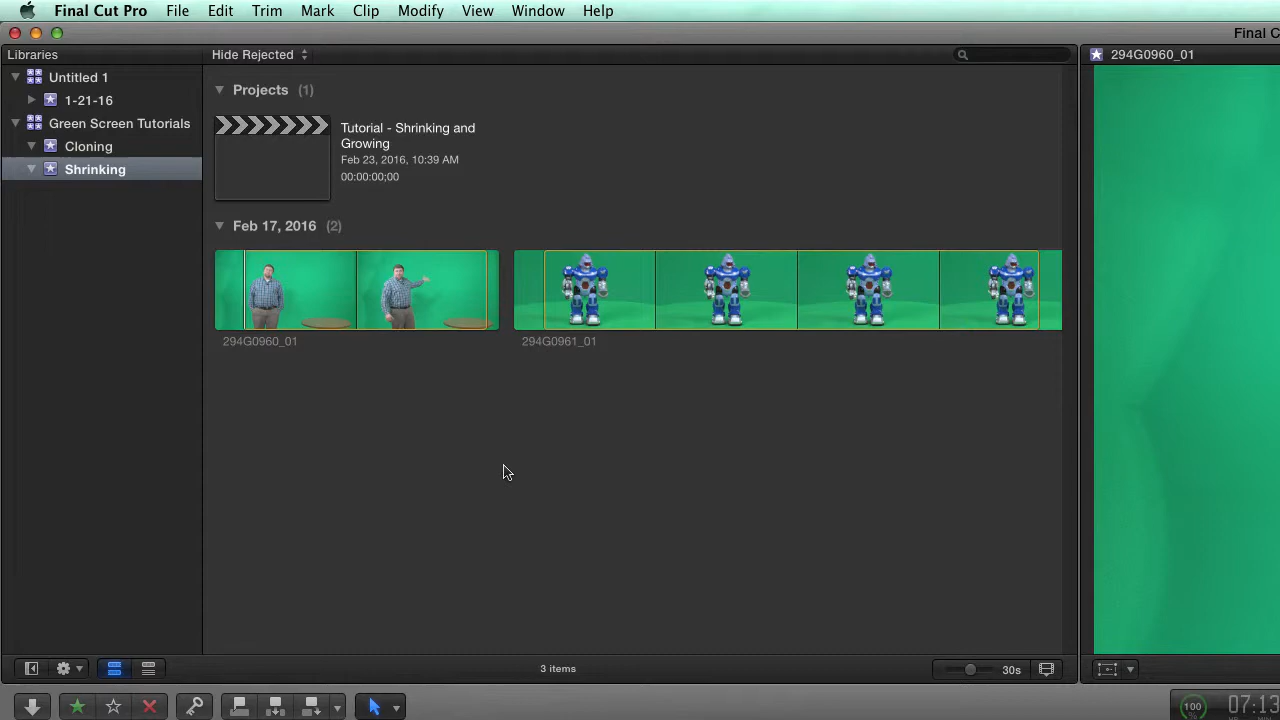 Final Cut Pro File Edit Trim Mark Clip Modify View Window Help
Final C
Libraries
Hide Rejected
294G0960_01
Untitled 1
1-21-16
Green Screen Tutorials
Cloning
Shrinking
Projects (1)
Tutorial - Shrinking and
Growing
Feb 23, 2016, 10:39 AM
00:00:00;00
Feb 17, 2016 (2)
294G0960_01
294G0961_01
3 items
30s
100
%
07:13